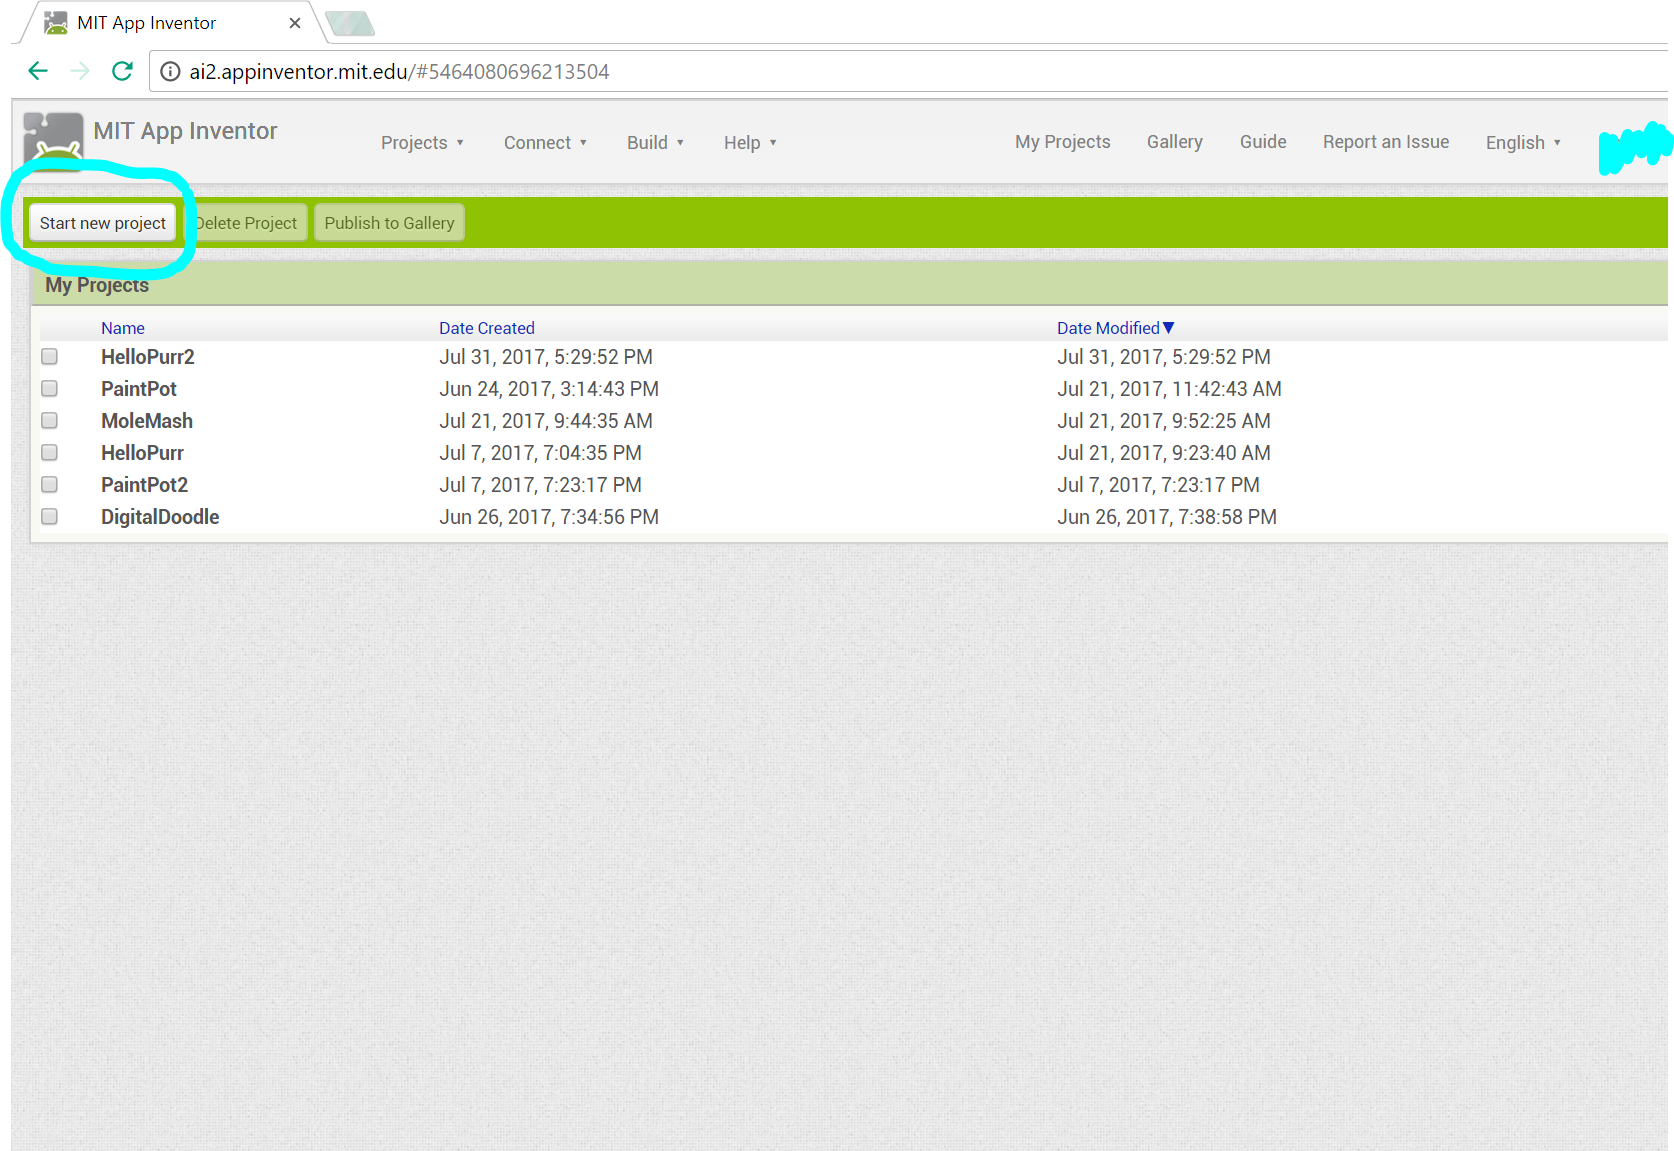 MIT App Inventor
ai2.appinventor.mit.edu/#5464080696213504
MIT App Inventor Projects Connect Build Help My Projects Gallery Guide Report an Issue English
Start new project Delete Project Publish to Gallery
My Projects
Name Date Created Date Modified
HelloPurr2 Jul 31, 2017, 5:29:52 PM Jul 31, 2017, 5:29:52 PM
PaintPot Jun 24, 2017, 3:14:43 PM Jul 21, 2017, 11:42:43 AM
MoleMash Jul 21, 2017, 9:44:35 AM Jul 21, 2017, 9:52:25 AM
HelloPurr Jul 7, 2017, 7:04:35 PM Jul 21, 2017, 9:23:40 AM
PaintPot2 Jul 7, 2017, 7:23:17 PM Jul 7, 2017, 7:23:17 PM
DigitalDoodle Jun 26, 2017, 7:34:56 PM Jun 26, 2017, 7:38:58 PM